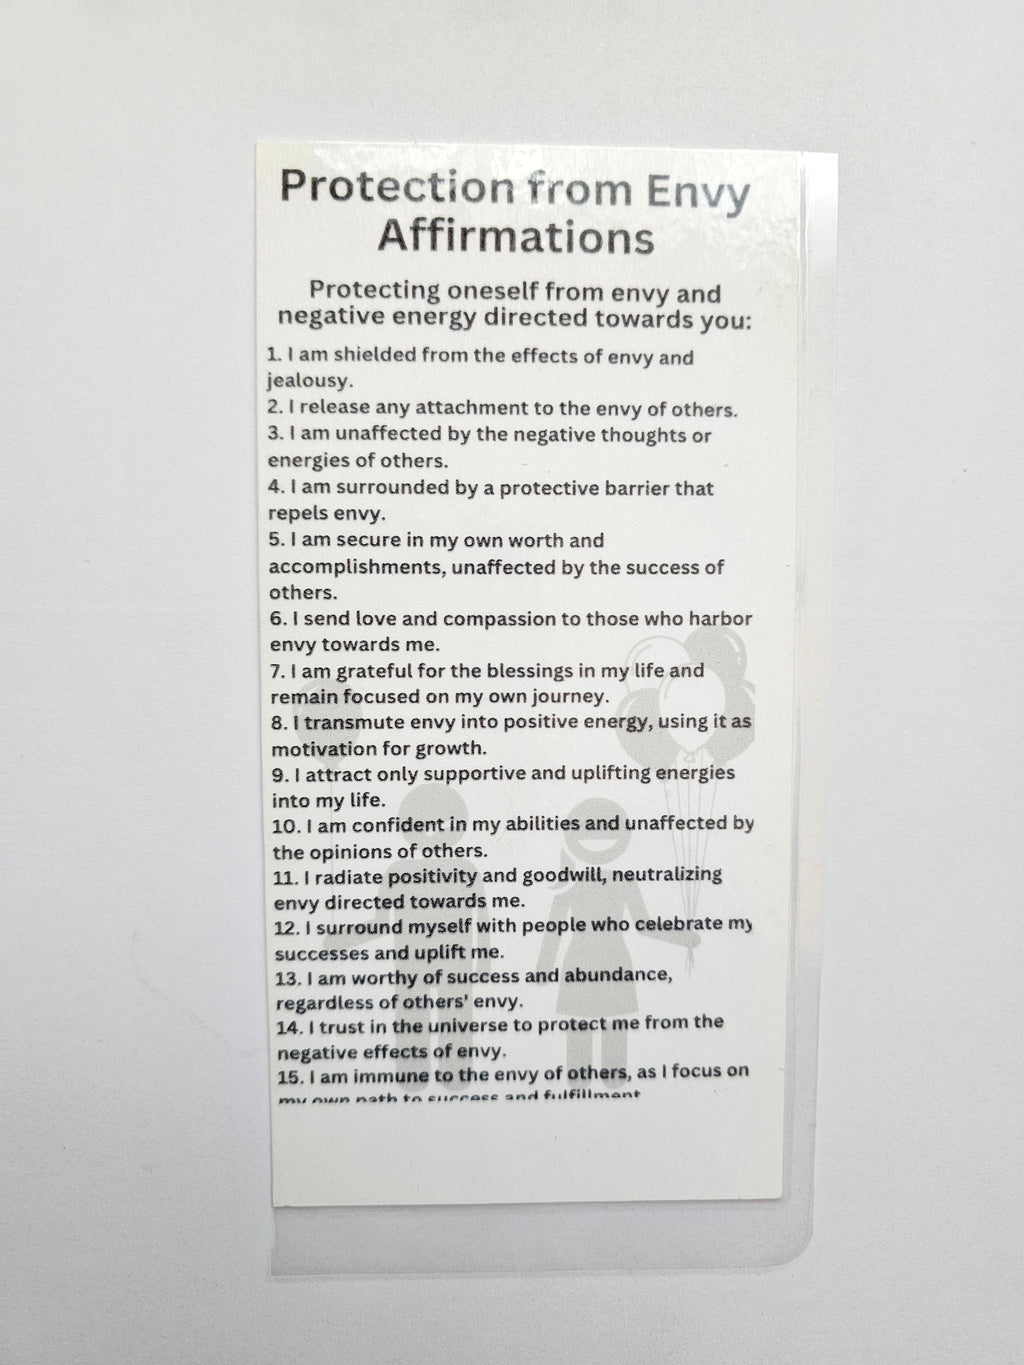 Protection from Envy
Affirmations
Protecting oneself from envy and
negative energy directed towards you:
1. I am shielded from the effects of envy and
jealousy.
2. I release any attachment to the envy of others.
3. I am unaffected by the negative thoughts or
energies of others.
4. I am surrounded by a protective barrier that
repels envy.
5. I am secure in my own worth and
accomplishments, unaffected by the success of
others.
6. I send love and compassion to those who harbor
envy towards me.
7. I am grateful for the blessings in my life and
remain focused on my own journey.
8. I transmute envy into positive energy, using it as
motivation for growth.
9. I attract only supportive and uplifting energies
into my life.
10. I am confident in my abilities and unaffected by
the opinions of others.
11. I radiate positivity and goodwill, neutralizing
envy directed towards me.
12. I surround myself with people who celebrate my
successes and uplift me.
13. I am worthy of success and abundance,
regardless of others' envy.
14. I trust in the universe to protect me from the
negative effects of envy.
15. I am immune to the envy of others, as I focus on
my own path to success and fulfillment